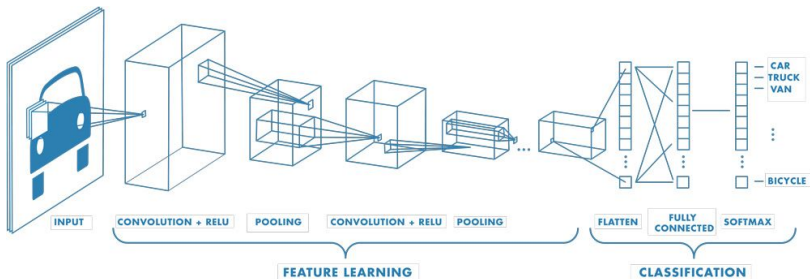 CAR
TRUCK
VAN
BICYCLE
INPUT
CONVOLUTION + RELU
POOLING
CONVOLUTION + RELU
POOLING
FLATTEN
FULLY
CONNECTED
SOFTMAX
FEATURE LEARNING
CLASSIFICATION